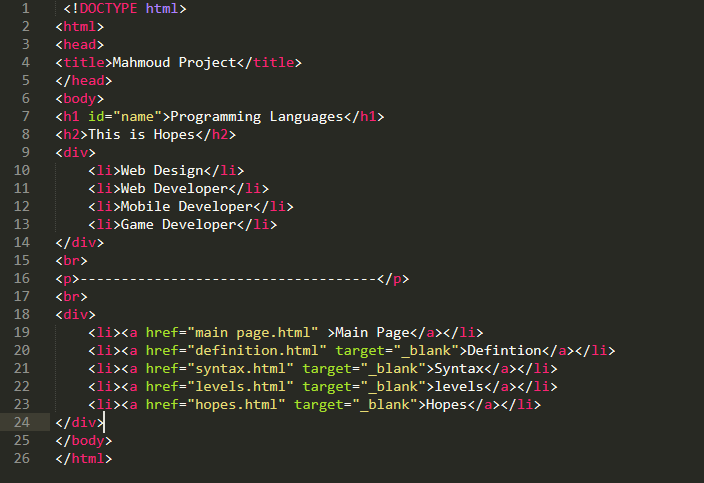 1 <!DOCTYPE html>
2 <html>
3 <head>
4 <title>Mahmoud Project</title>
5 </head>
6 <body>
7 <h1 id="name">Programming Languages</h1>
8 <h2>This is Hopes</h2>
9 <div>
10     <li>Web Design</li>
11     <li>Web Developer</li>
12     <li>Mobile Developer</li>
13     <li>Game Developer</li>
14 </div>
15 <br>
16 <p>------------------------------------</p>
17 <br>
18 <div>
19     <li><a href="main page.html" >Main Page</a></li>
20     <li><a href="definition.html" target="_blank">Defintion</a></li>
21     <li><a href="syntax.html" target="_blank">Syntax</a></li>
22     <li><a href="levels.html" target="_blank">levels</a></li>
23     <li><a href="hopes.html" target="_blank">Hopes</a></li>
24 </div>
25 </body>
26 </html>